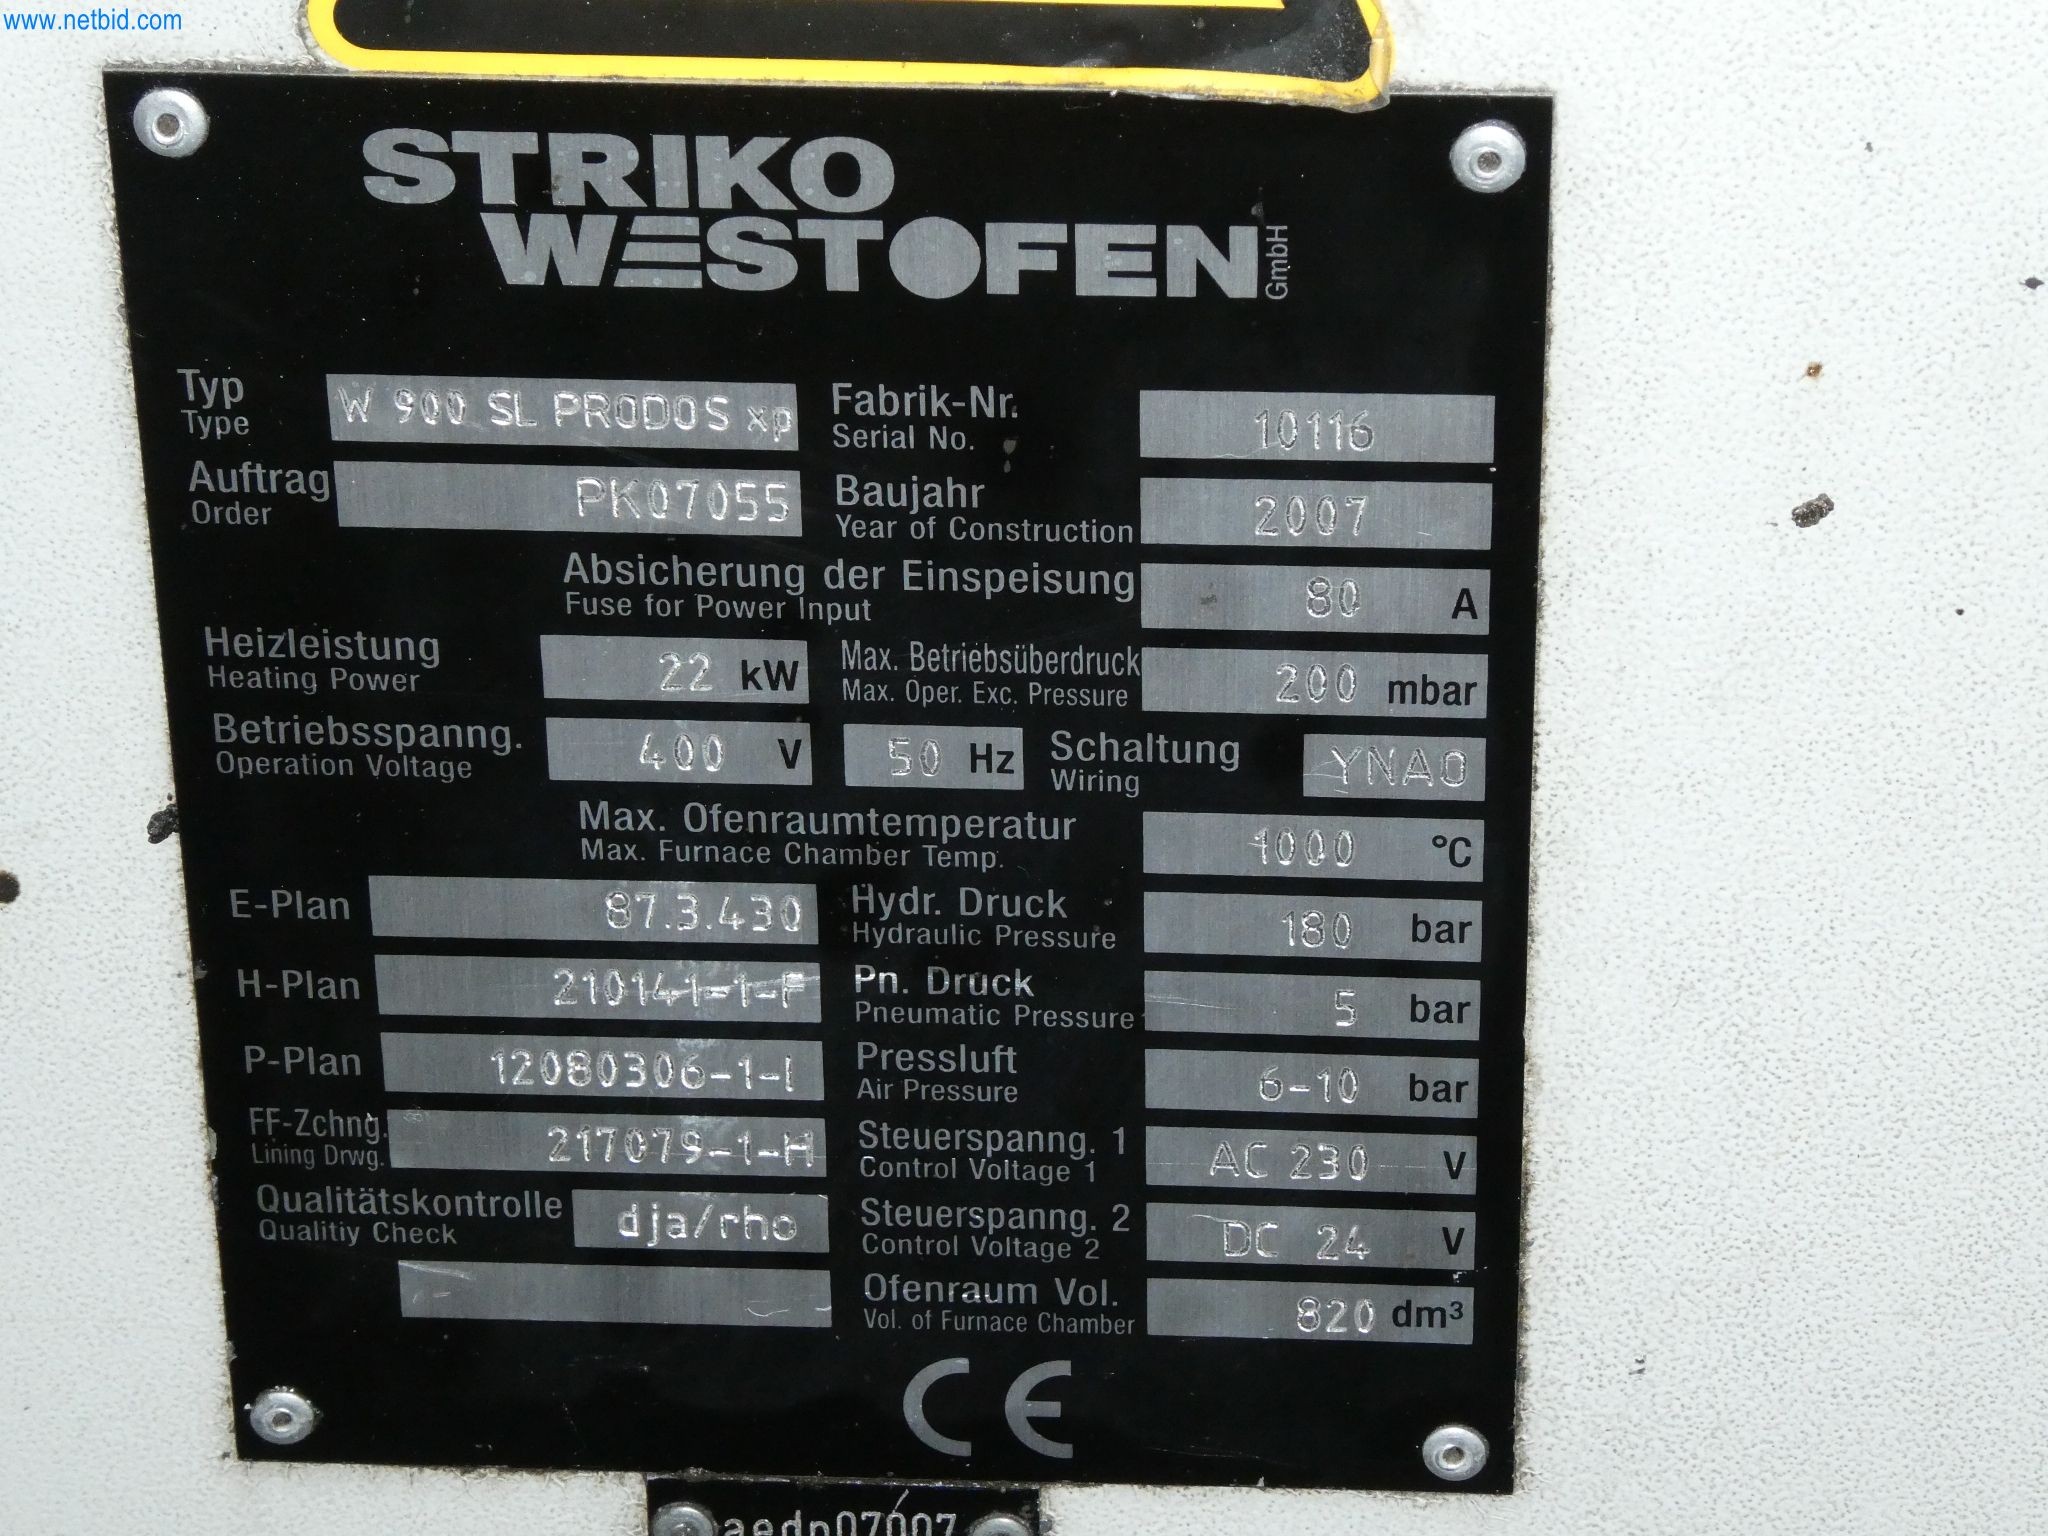 www.netbid.com
STRIKO
WESTOFEN GmbH
Typ W 900 SL PRODOS xp Fabrik-Nr. 10116
Type Serial No.
Auftrag PK07055 Baujahr 2007
Order Year of Construction
Absicherung der Einspeisung 80 A
Fuse for Power Input
Heizleistung 22 kW Max. Betriebsüberdruck 200 mbar
Heating Power Max. Oper. Exc. Pressure
Betriebsspanng. 400 V 50 Hz Schaltung YNA0
Operation Voltage Wiring
Max. Ofenraumtemperatur 1000 °C
Max. Furnace Chamber Temp.
E-Plan 87.3.430 Hydr. Druck 180 bar
Hydraulic Pressure
H-Plan 210141-1-F Pn. Druck 5 bar
Pneumatic Pressure
P-Plan 12080306-1-I Pressluft 6-10 bar
Air Pressure
FF-Zchng. 217079-1-H Steuerspanng. 1 AC 230 V
Lining Drwg. Control Voltage 1
Qualitätskontrolle dja/rho Steuerspanng. 2 DC 24 V
Qualitiy Check Control Voltage 2
Ofenraum Vol. 820 dm³
Vol. of Furnace Chamber
CE
aedp07007